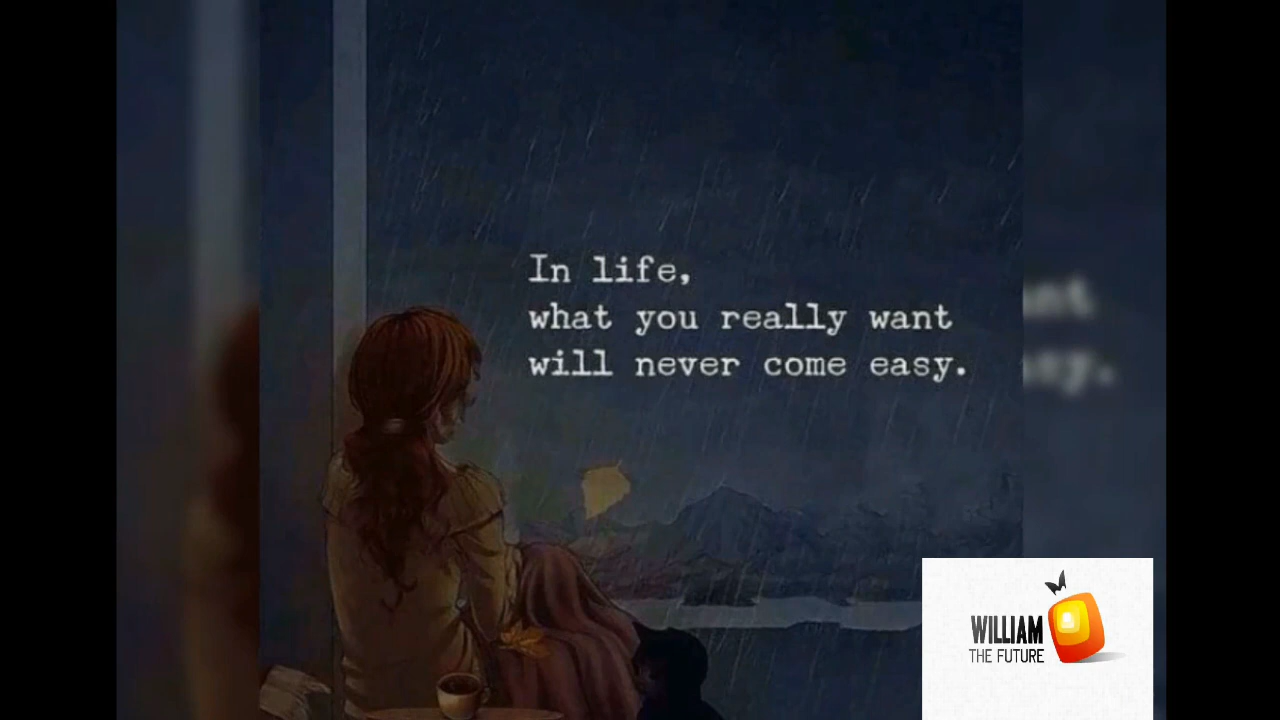 In life,
what you really want
will never come easy.
WILLIAM
THE FUTURE